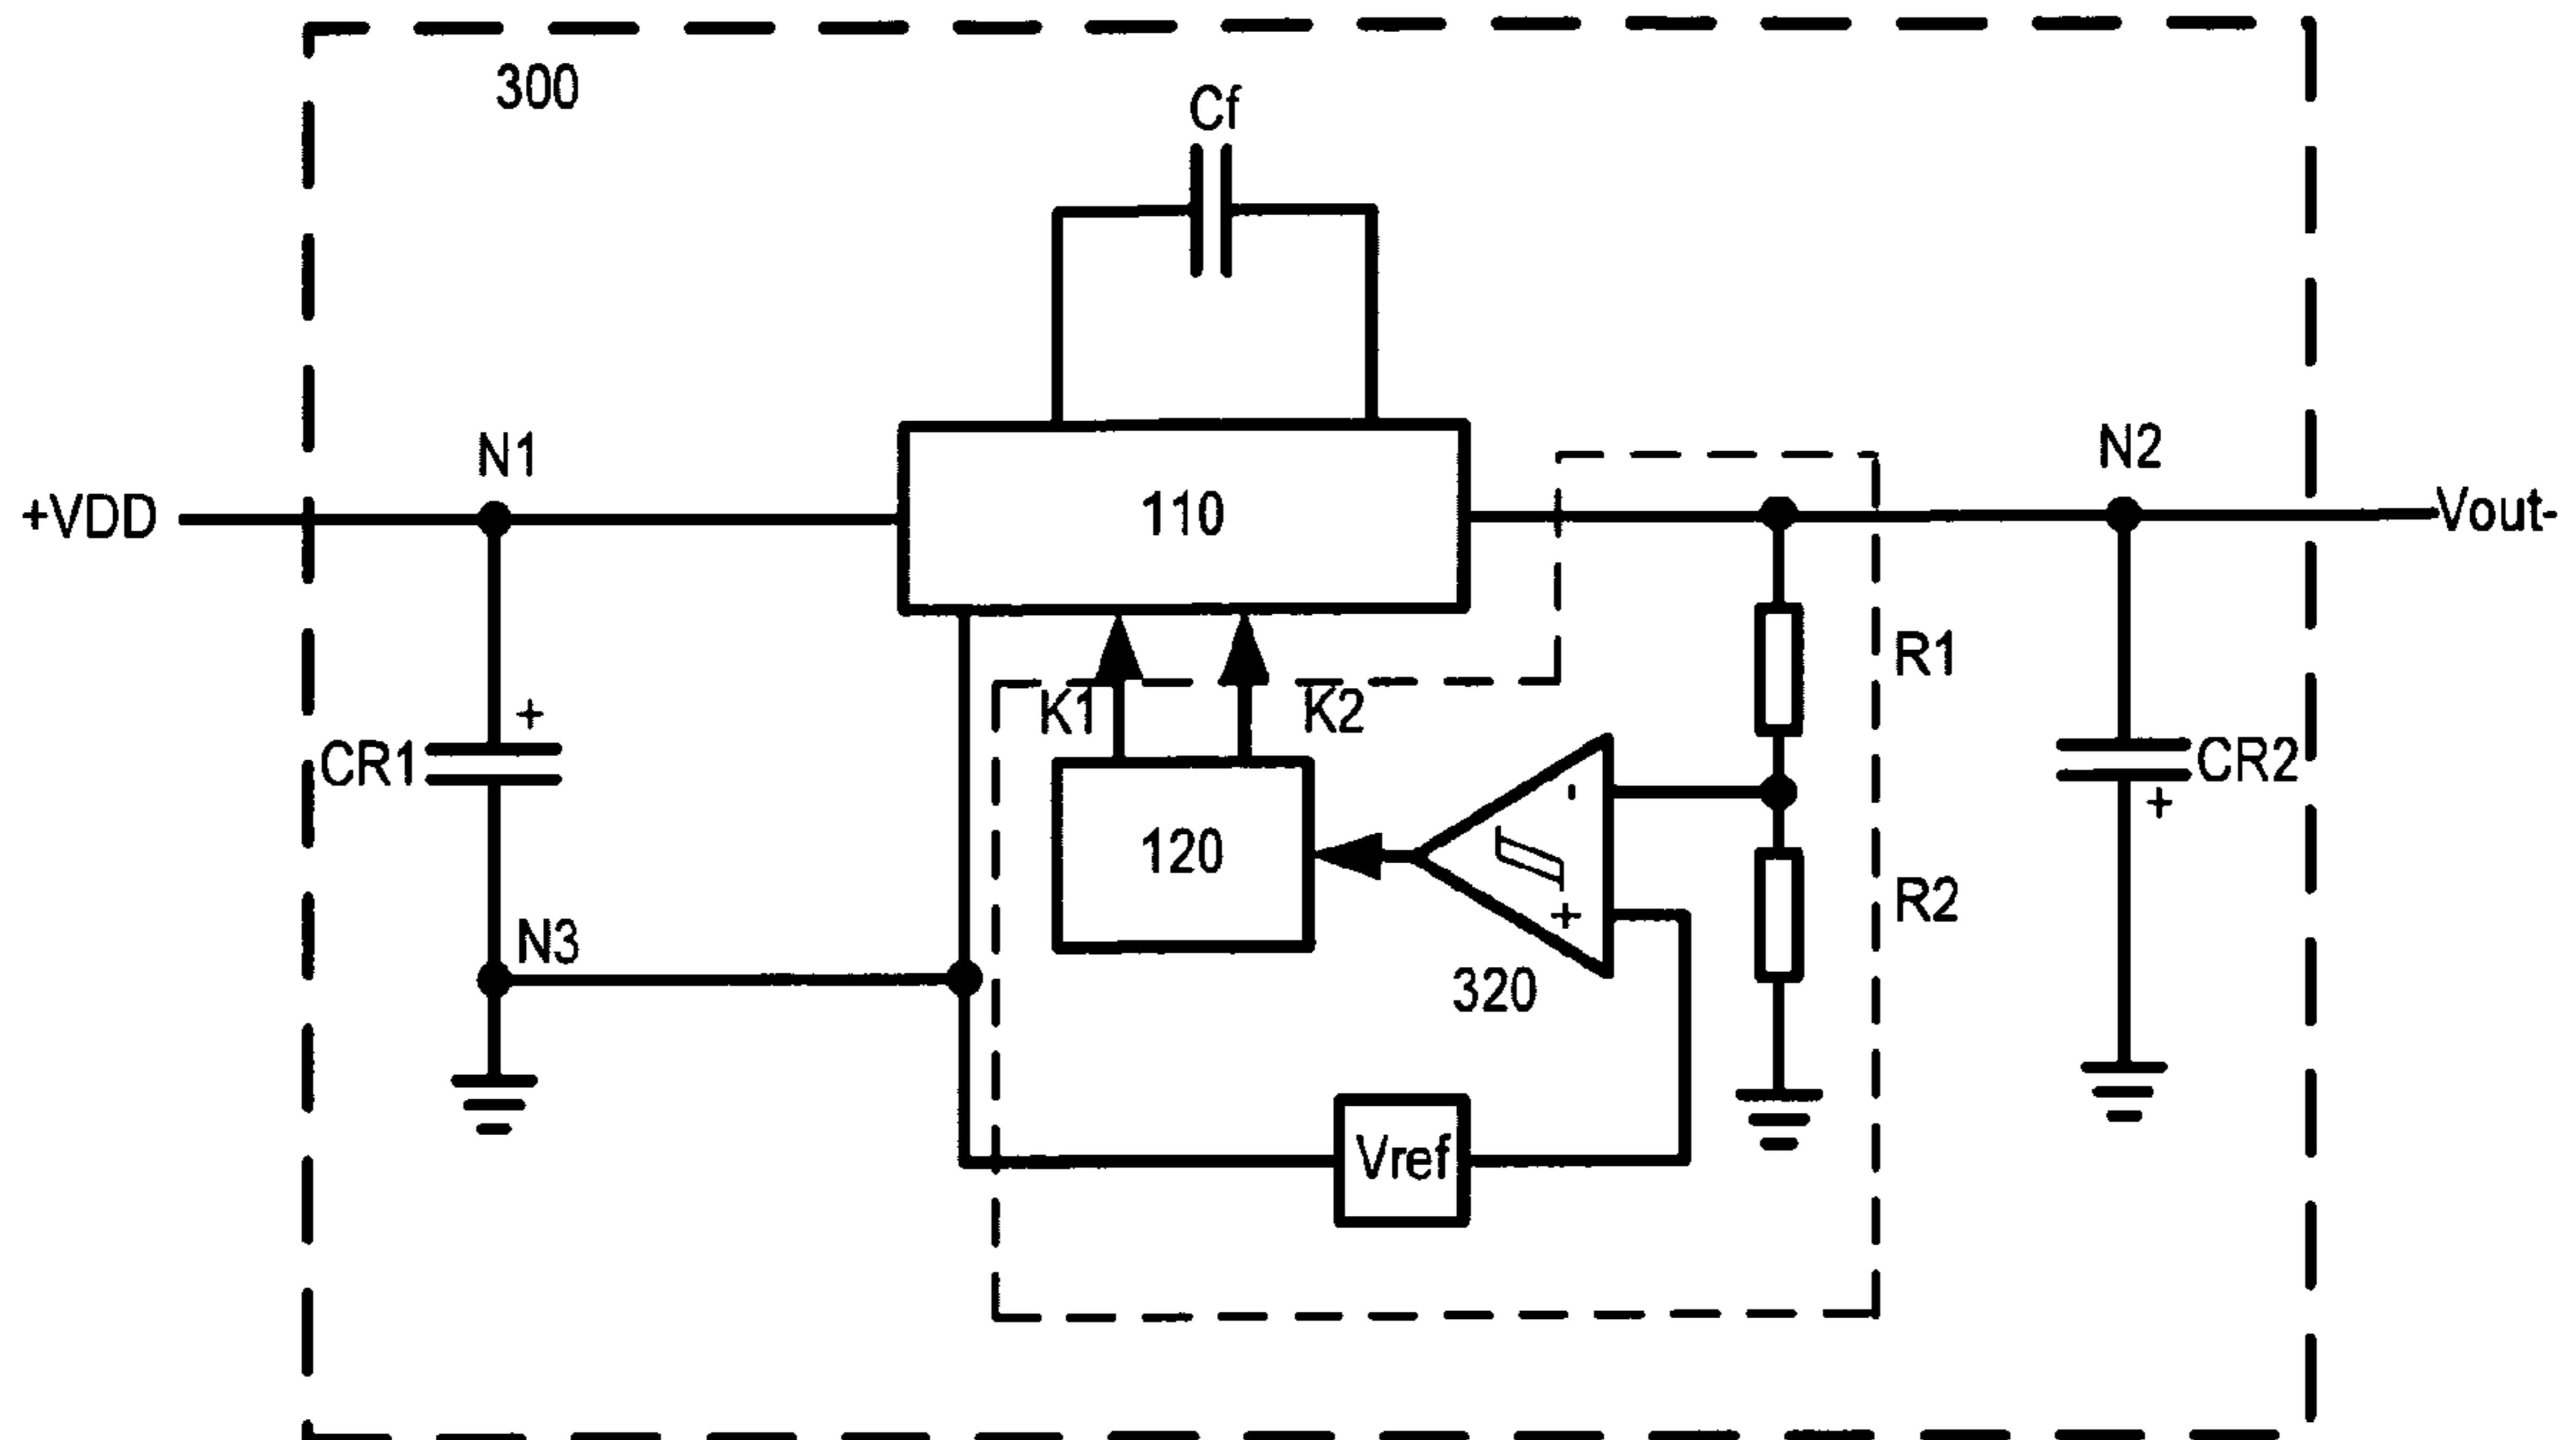 300
Cf
N1
N2
+VDD
110
Vout-
K1
K2
R1
+
CR1
-
CR2
+
120
+
R2
N3
320
Vref